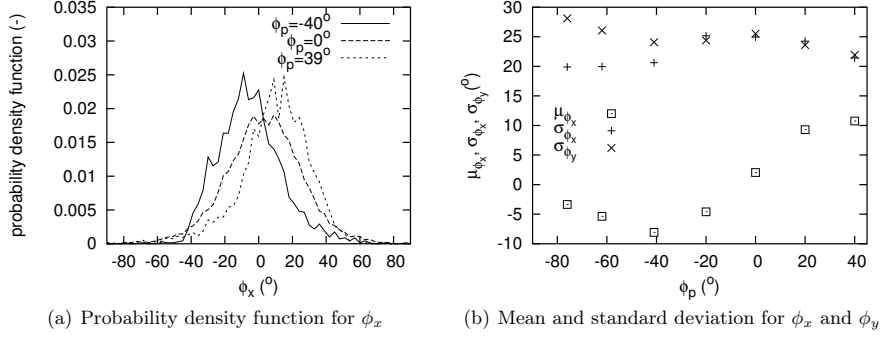 0.035
0.03
0.025
0.02
0.015
0.01
0.005
0
probability density function (-)
ϕp=-40°
ϕp=0°
ϕp=39°
-80 -60 -40 -20 0 20 40 60 80
ϕx (°)
(a) Probability density function for ϕx
30
25
20
15
10
5
0
-5
-10
μϕx, σϕx, σϕy(°)
μϕx
σϕx
σϕy
-80 -60 -40 -20 0 20 40
ϕp (°)
(b) Mean and standard deviation for ϕx and ϕy